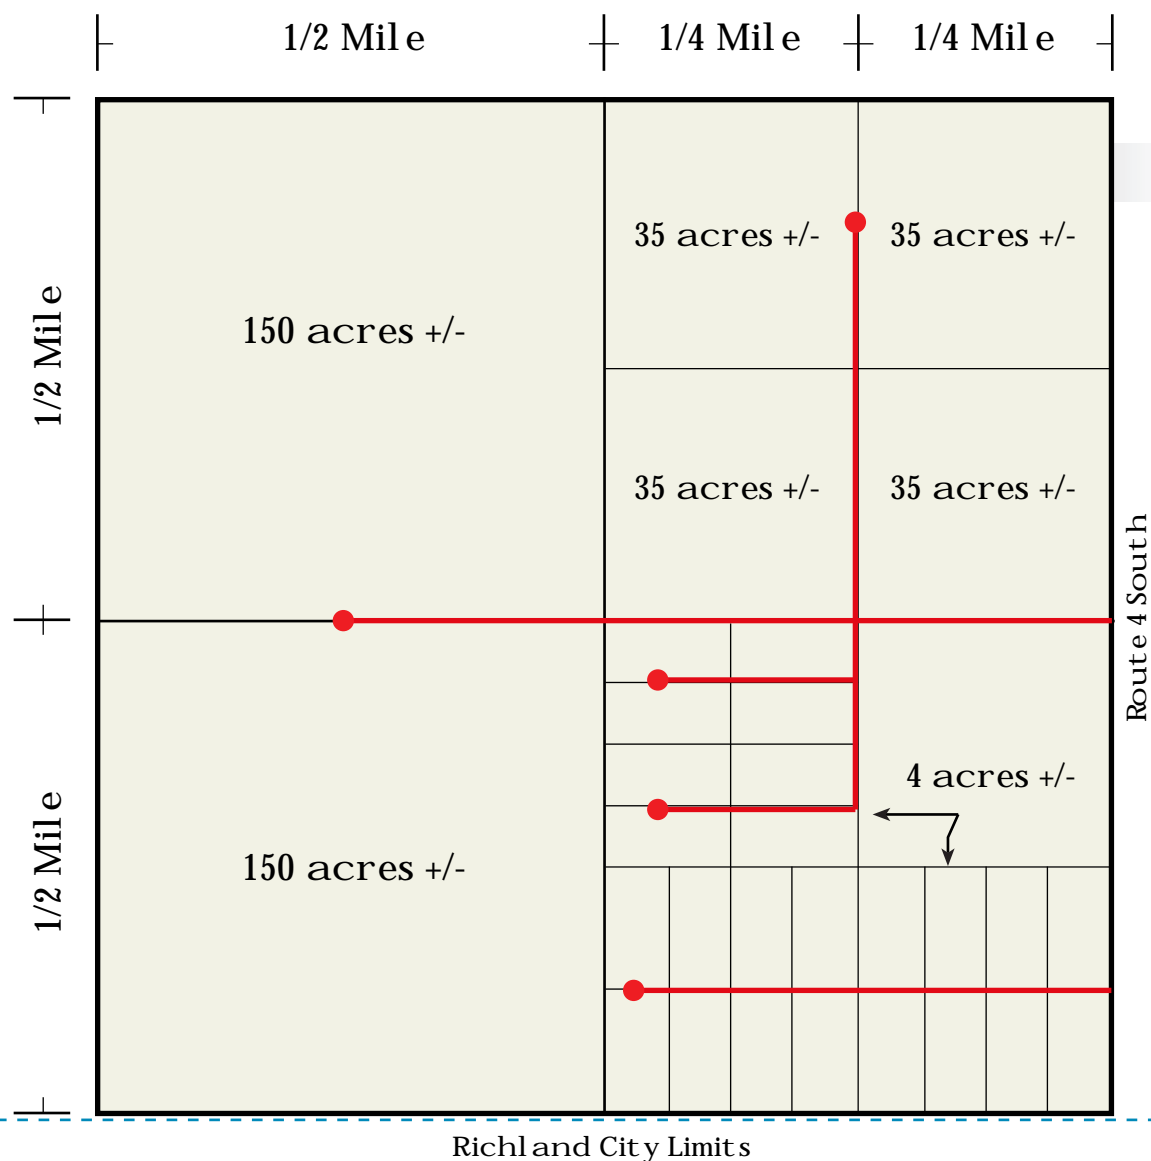 1/2 Mile
1/4 Mile
1/4 Mile
35 acres +/-
35 acres +/-
1/2 Mile
150 acres +/-
35 acres +/-
35 acres +/-
Route 4 South
4 acres +/-
1/2 Mile
150 acres +/-
Richland City Limits